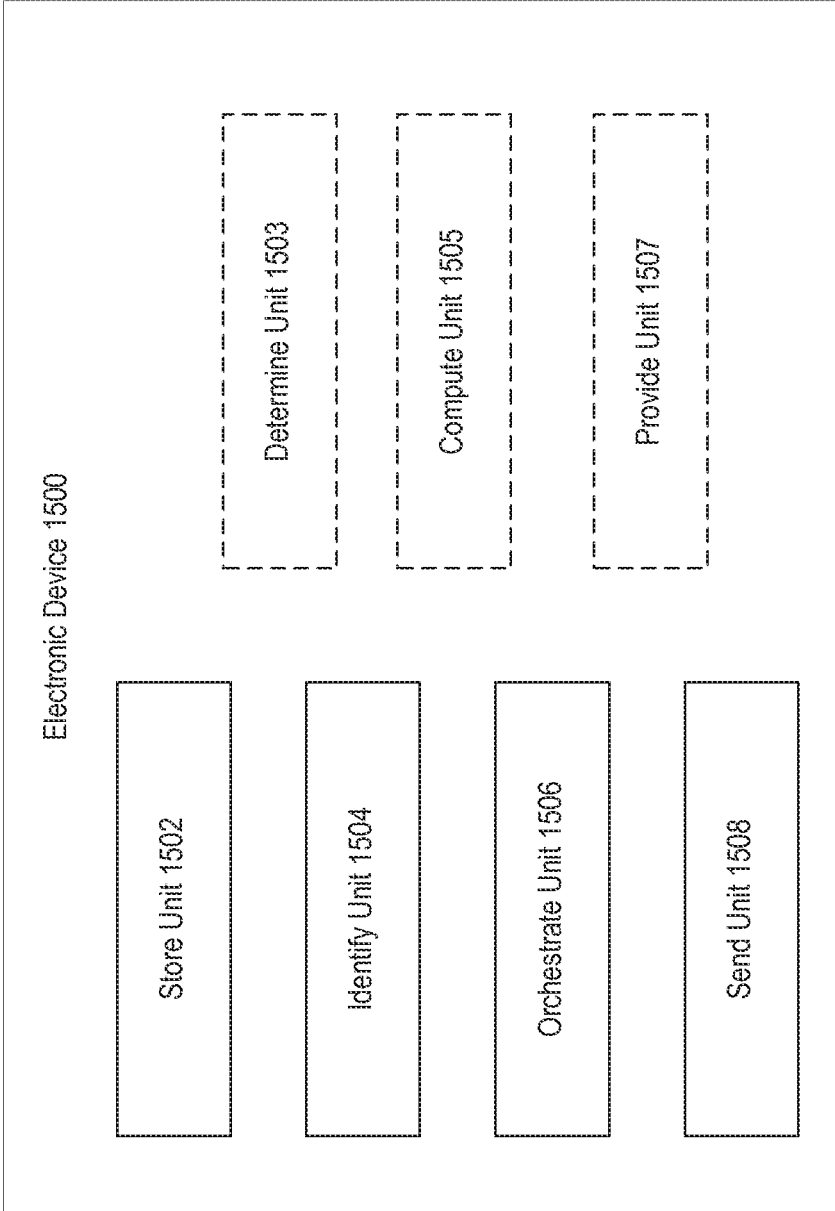 Electronic Device 1500
Store Unit 1502
Determine Unit 1503
Identify Unit 1504
Compute Unit 1505
Orchestrate Unit 1506
Provide Unit 1507
Send Unit 1508